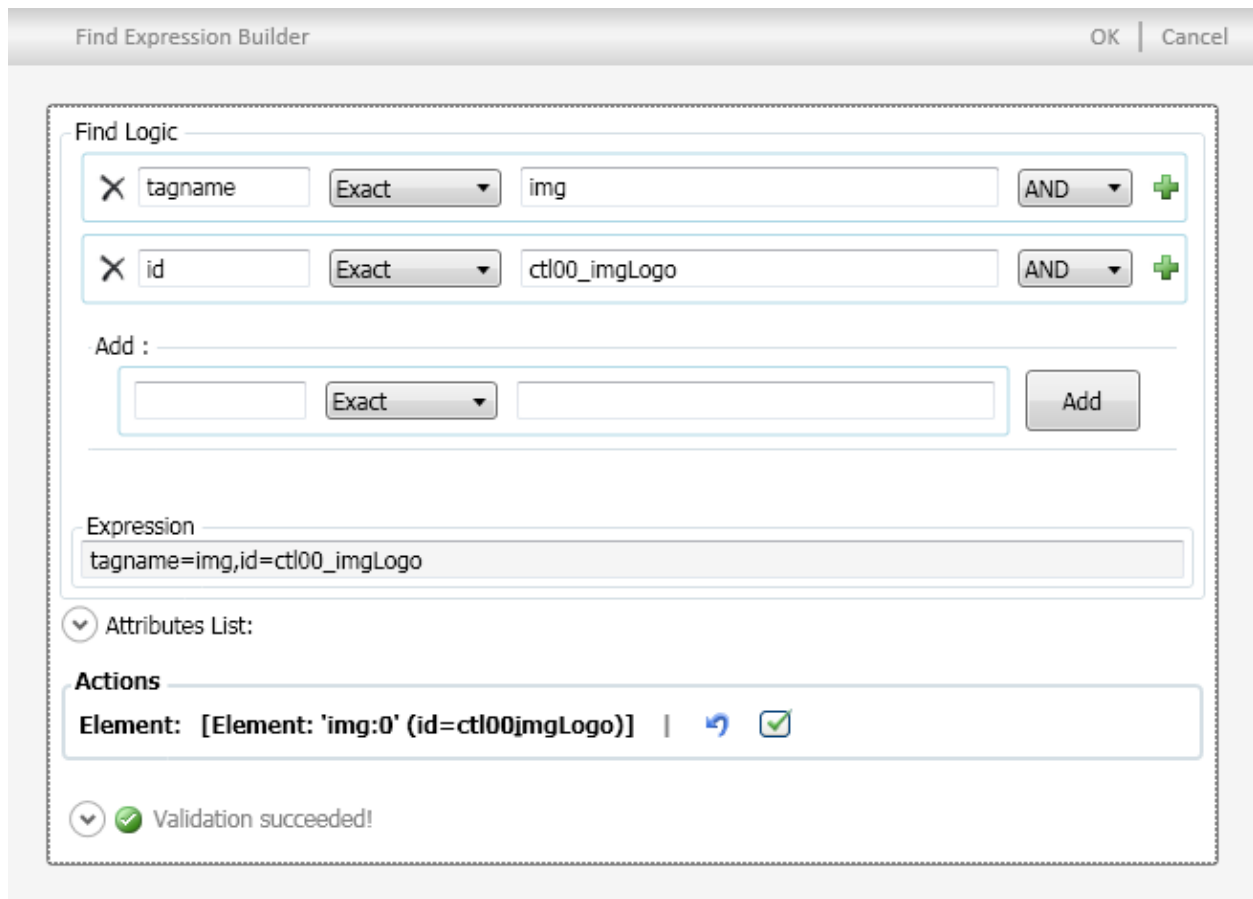 Find Expression Builder OK | Cancel
Find Logic
tagname Exact img AND
id Exact ctl00_imgLogo AND
Add :
Exact Add
Expression
tagname=img,id=ctl00_imgLogo
Attributes List:
Actions
Element: [Element: 'img:0' (id=ctl00imgLogo)] |
Validation succeeded!